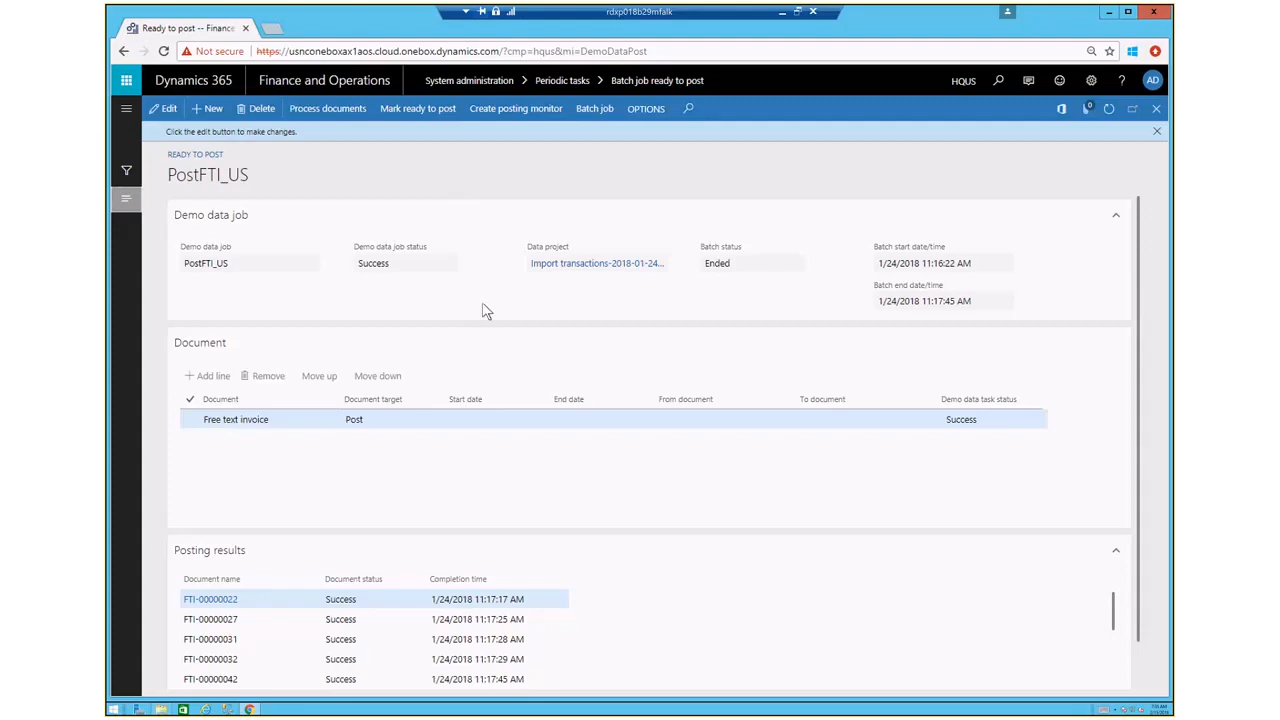 rdxp018b29mfalk
Ready to post -- Finance
Not secure https://usnconeboxax1aos.cloud.onebox.dynamics.com/?cmp=hqus&mi=DemoDataPost
Dynamics 365 Finance and Operations System administration Periodic tasks Batch job ready to post HQUS ? AD
Edit + New Delete Process documents Mark ready to post Create posting monitor Batch job OPTIONS 0
Click the edit button to make changes.
READY TO POST
PostFTI_US
Demo data job
Demo data job Demo data job status Data project Batch status Batch start date/time
PostFTI_US Success Import transactions-2018-01-24... Ended 1/24/2018 11:16:22 AM
Batch end date/time
1/24/2018 11:17:45 AM
Document
+ Add line Remove Move up Move down
Document Document target Start date End date From document To document Demo data task status
Free text invoice Post Success
Posting results
Document name Document status Completion time
FTI-00000022 Success 1/24/2018 11:17:17 AM
FTI-00000027 Success 1/24/2018 11:17:25 AM
FTI-00000031 Success 1/24/2018 11:17:28 AM
FTI-00000032 Success 1/24/2018 11:17:29 AM
FTI-00000042 Success 1/24/2018 11:17:45 AM